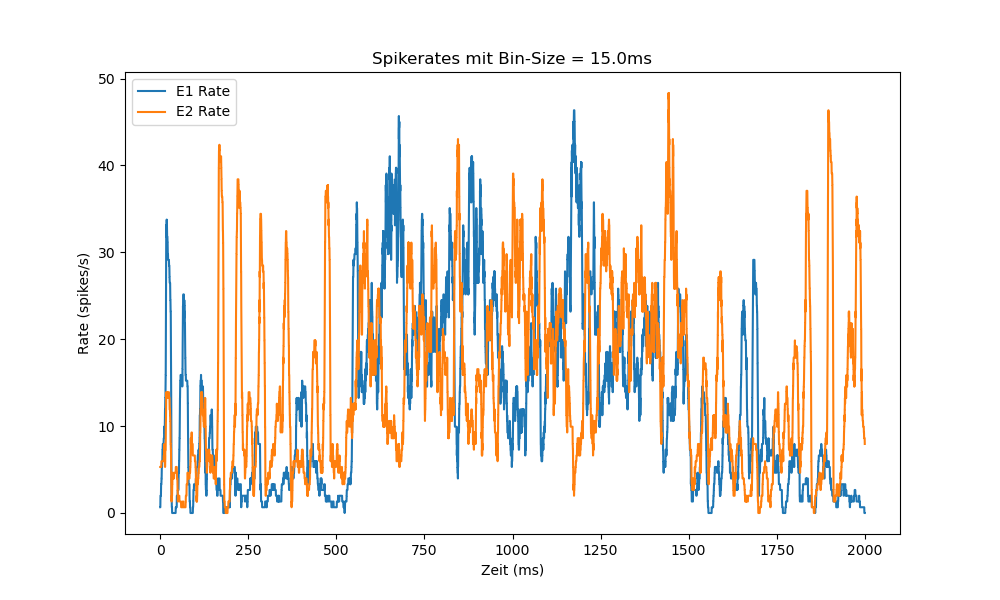 Spikerates mit Bin-Size = 15.0ms
E1 Rate
E2 Rate
50
40
30
20
10
0
Rate (spikes/s)
0 250 500 750 1000 1250 1500 1750 2000
Zeit (ms)